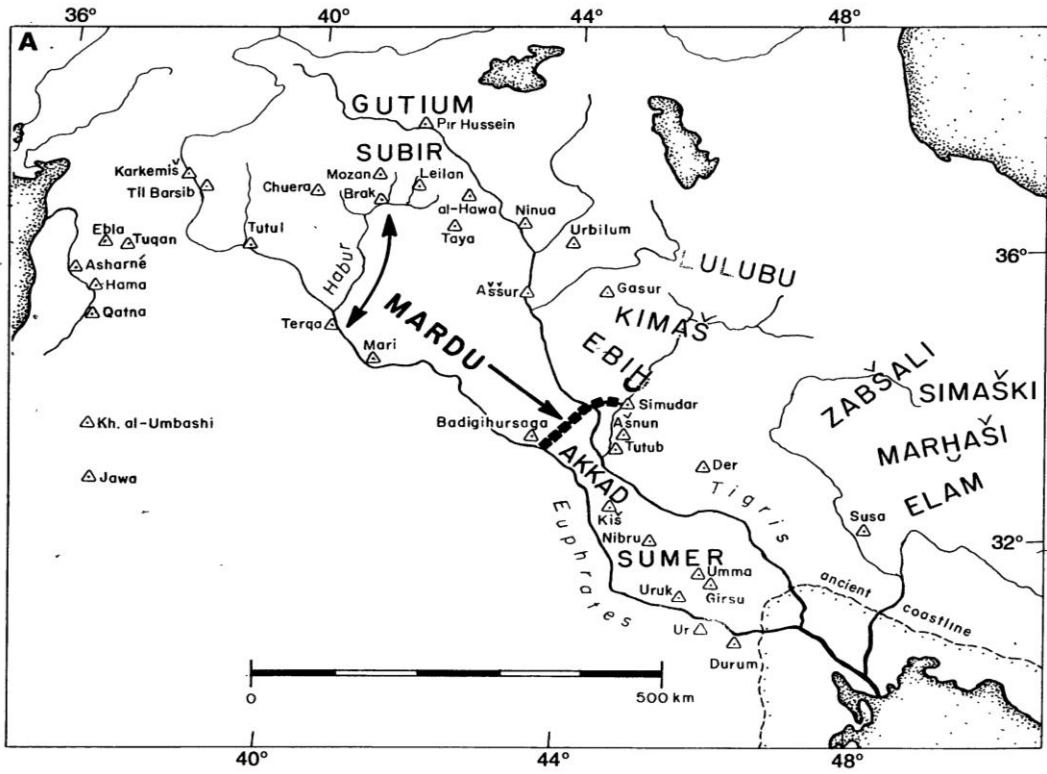 36°
40°
44°
48°
A
GUTIUM
Pır Hussein
SUBIR
Karkemiš
Til Barsib
Chuera
Mozan
Leilan
Brak
al-Hawa
Taya
Ninua
Urbilum
Ebla
Tuqan
Tutul
Habur
36°
Asharné
Hama
Qatna
LULUBU
Aššur
Gasur
KIMAŠ
Terqa
MARDU
EBIH
Mari
ZABŠALI
SIMAŠKI
Simudar
Kh. al-Umbashi
Badigihursaga
Ašnun
Tutub
MARHAŠI
AKKAD
Der
Jawa
Tigris
ELAM
Kiš
Susa
Nibru
32°
SUMER
Euphrates
Umma
Uruk
Girsu
ancient
coastline
Ur
Durum
0
500 km
40°
44°
48°